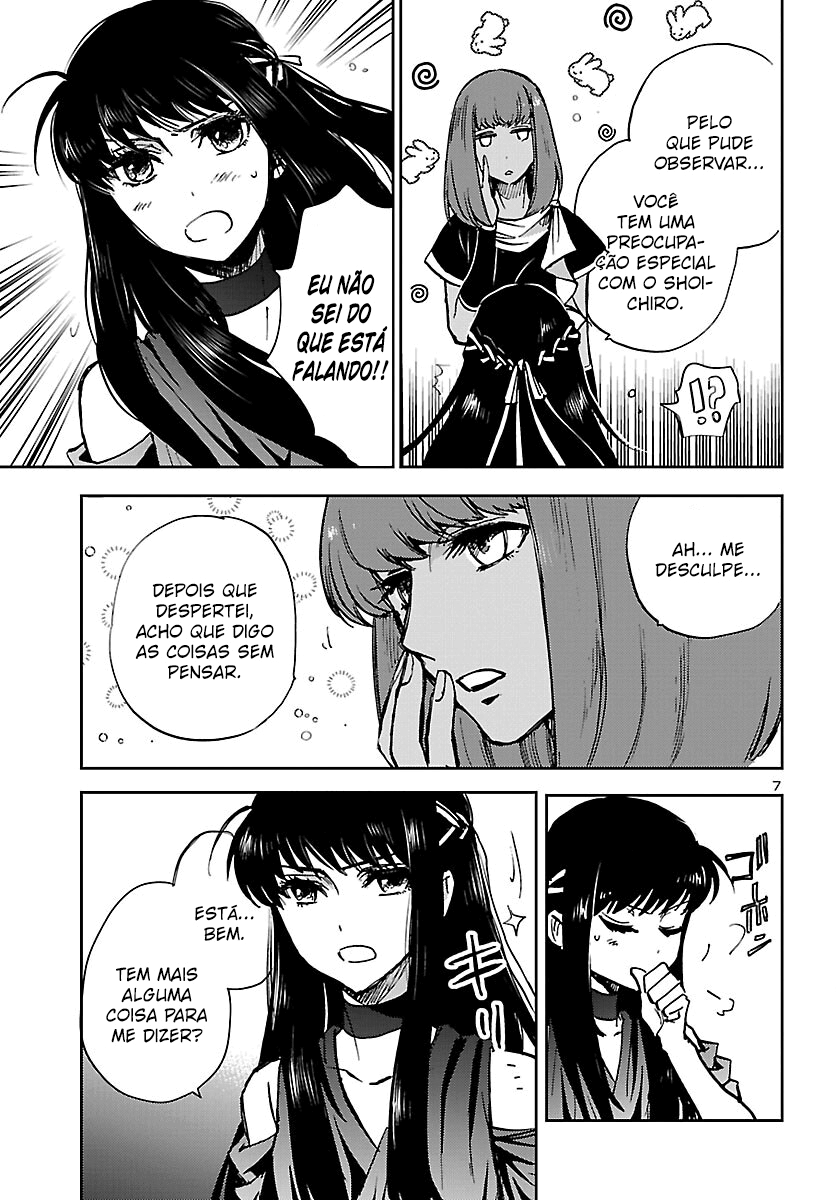 PELO
QUE PUDE
OBSERVAR...
VOCÊ
TEM UMA
PREOCUPA-
ÇÃO ESPECIAL
COM O SHOI-
CHIRO.
!?
EU NÃO
SEI DO
QUE ESTÁ
FALANDO!!
AH... ME
DESCULPE...
DEPOIS QUE
DESPERTEI,
ACHO QUE DIGO
AS COISAS SEM
PENSAR.
7
ゴホン
キリ
ESTÁ...
BEM.
TEM MAIS
ALGUMA
COISA PARA
ME DIZER?